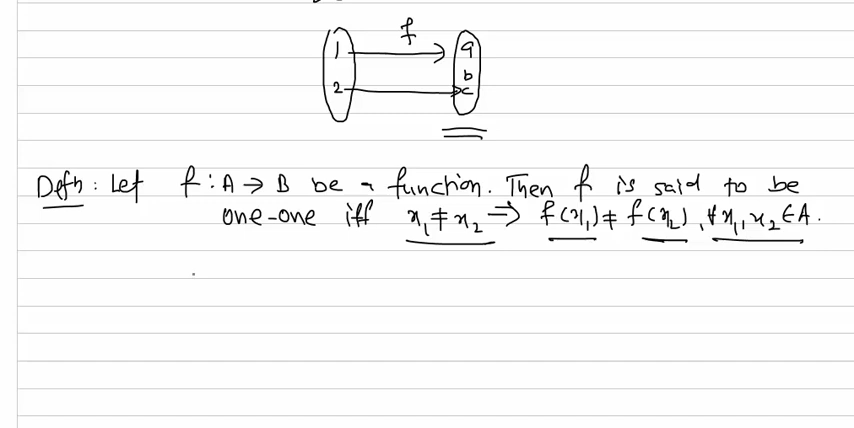 f
1 a
b
2 c
Defn: Let f : A → B be a function. Then f is said to be
one-one iff x₁ ≠ x₂ ⇒ f(x₁) ≠ f(x₂), ∀ x₁, x₂ ∈ A.